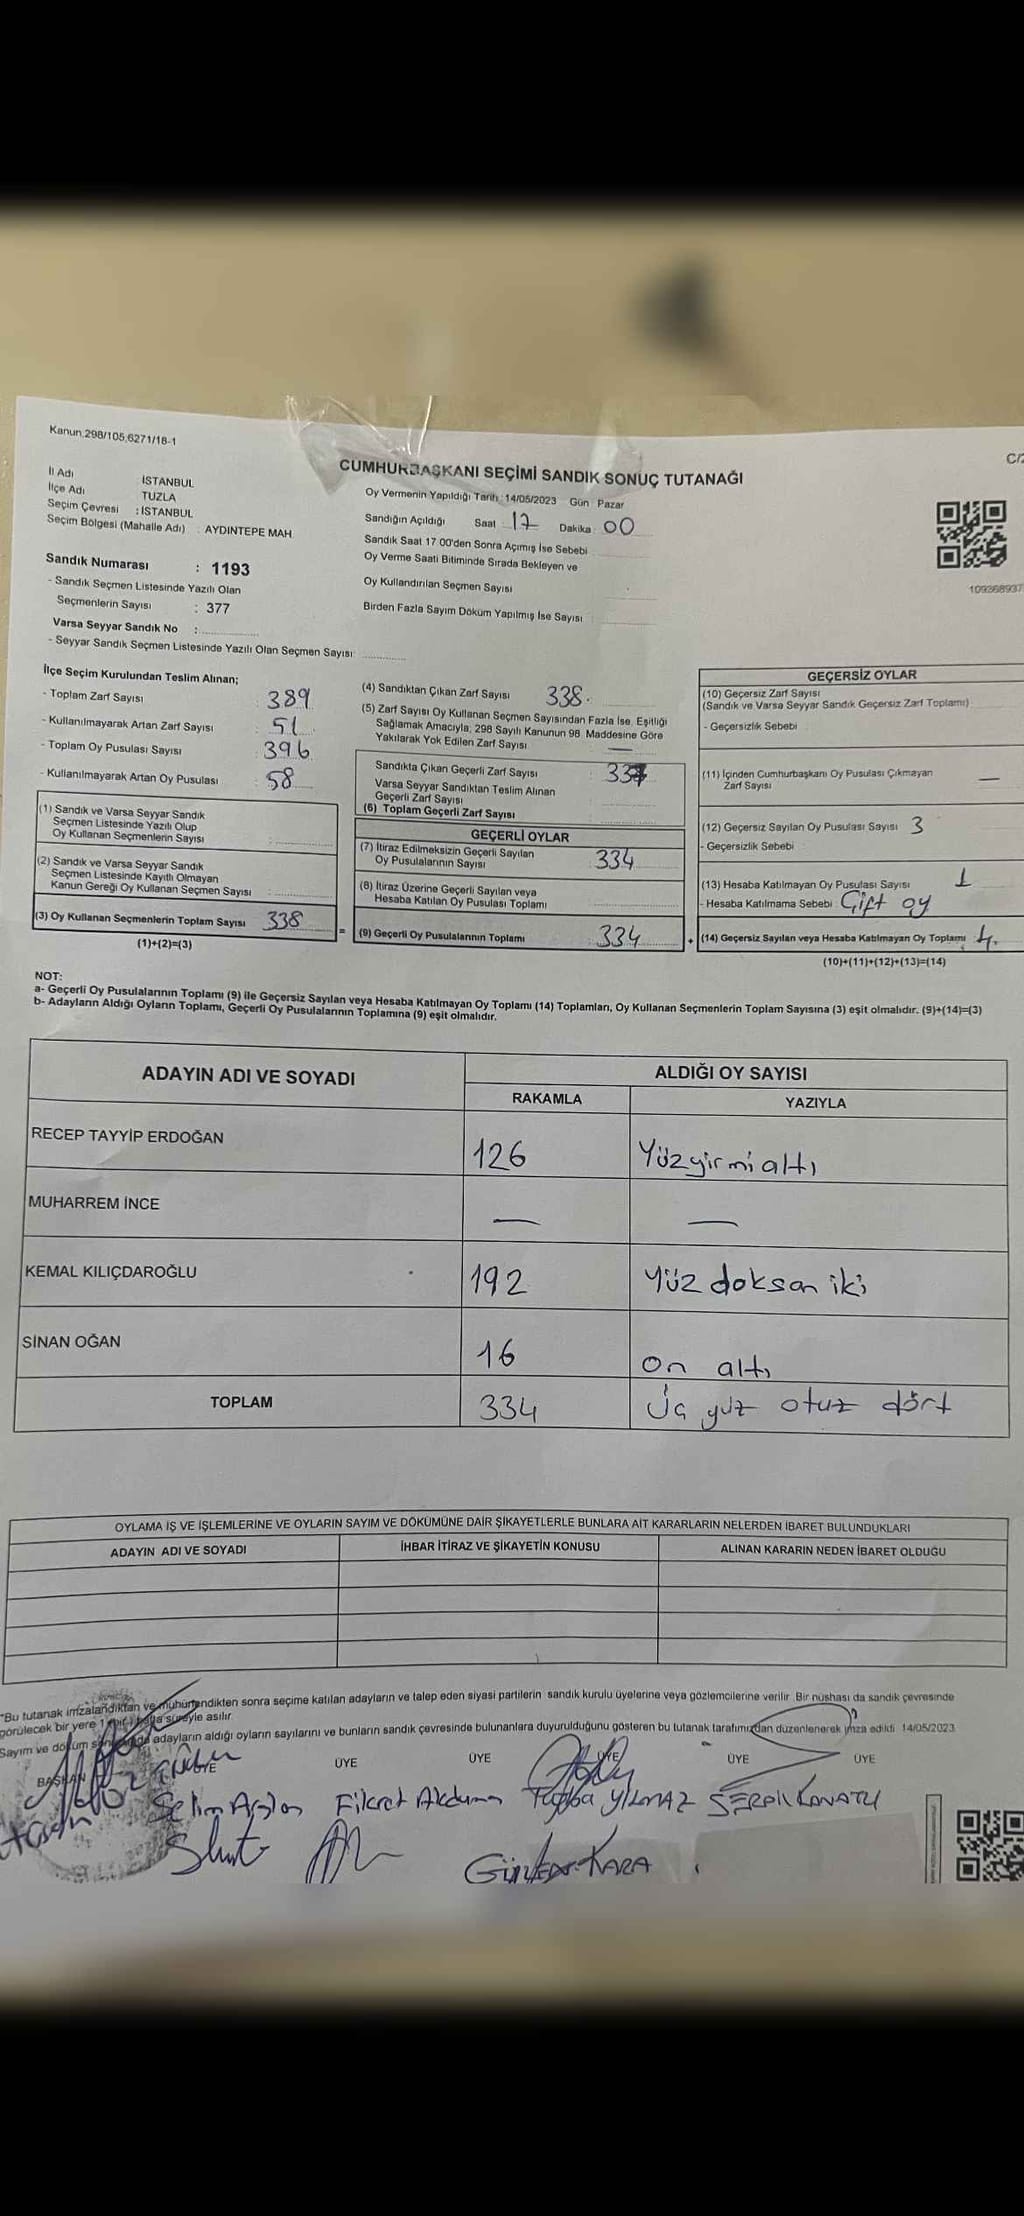 Kanun,298/105,6271/18-1
C/2
CUMHURBAŞKANI SEÇİMİ SANDIK SONUÇ TUTANAĞI
İl Adı İSTANBUL
İlçe Adı TUZLA
Seçim Çevresi : İSTANBUL
Seçim Bölgesi (Mahalle Adı) : AYDINTEPE MAH.
Oy Vermenin Yapıldığı Tarih: 14/05/2023 Gün Pazar
Sandığın Açıldığı Saat 17 Dakika: 00
Sandık Saat 17 00'den Sonra Açımış İse Sebebi
Oy Verme Saati Bitiminde Sırada Bekleyen ve
Oy Kullandırılan Seçmen Sayısı
Birden Fazla Sayım Döküm Yapılmış İse Sayısı
109268937
Sandık Numarası : 1193
- Sandık Seçmen Listesinde Yazılı Olan
Seçmenlerin Sayısı : 377
Varsa Seyyar Sandık No :
- Seyyar Sandık Seçmen Listesinde Yazılı Olan Seçmen Sayısı:
İlçe Seçim Kurulundan Teslim Alınan;
- Toplam Zarf Sayısı 389
- Kullanılmayarak Artan Zarf Sayısı 51
- Toplam Oy Pusulası Sayısı 396
- Kullanılmayarak Artan Oy Pusulası 58
(1) Sandık ve Varsa Seyyar Sandık
Seçmen Listesinde Yazılı Olup
Oy Kullanan Seçmenlerin Sayısı
(2) Sandık ve Varsa Seyyar Sandık
Seçmen Listesinde Kayıtlı Olmayan
Kanun Gereği Oy Kullanan Seçmen Sayısı
(3) Oy Kullanan Seçmenlerin Toplam Sayısı 338
(1)+(2)=(3)
(4) Sandıktan Çıkan Zarf Sayısı 338.
(5) Zarf Sayısı Oy Kullanan Seçmen Sayısından Fazla İse, Eşitliği
Sağlamak Amacıyla, 298 Sayılı Kanunun 98. Maddesine Göre
Yakılarak Yok Edilen Zarf Sayısı —
Sandıkta Çıkan Geçerli Zarf Sayısı
Varsa Seyyar Sandıktan Teslim Alınan
Geçerli Zarf Sayısı
(6) Toplam Geçerli Zarf Sayısı
GEÇERLİ OYLAR
(7) İtiraz Edilmeksizin Geçerli Sayılan
Oy Pusulalarının Sayısı 334
(8) İtiraz Üzerine Geçerli Sayılan veya
Hesaba Katılan Oy Pusulası Toplamı
= (9) Geçerli Oy Pusulalarının Toplamı 334
GEÇERSİZ OYLAR
(10) Geçersiz Zarf Sayısı
(Sandık ve Varsa Seyyar Sandık Geçersiz Zarf Toplamı)
- Geçersizlik Sebebi
(11) İçinden Cumhurbaşkanı Oy Pusulası Çıkmayan
Zarf Sayısı —
(12) Geçersiz Sayılan Oy Pusulası Sayısı 3
- Geçersizlik Sebebi
(13) Hesaba Katılmayan Oy Pusulası Sayısı 1
- Hesaba Katılmama Sebebi Çift oy
+ (14) Geçersiz Sayılan veya Hesaba Katılmayan Oy Toplamı 4.
(10)+(11)+(12)+(13)=(14)
NOT:
a- Geçerli Oy Pusulalarının Toplamı (9) ile Geçersiz Sayılan veya Hesaba Katılmayan Oy Toplamı (14) Toplamları, Oy Kullanan Seçmenlerin Toplam Sayısına (3) eşit olmalıdır. (9)+(14)=(3)
b- Adayların Aldığı Oyların Toplamı, Geçerli Oy Pusulalarının Toplamına (9) eşit olmalıdır.
ADAYIN ADI VE SOYADI ALDIĞI OY SAYISI
RAKAMLA YAZIYLA
RECEP TAYYİP ERDOĞAN 126 Yüzyirmi altı
MUHARREM İNCE — —
KEMAL KILIÇDAROĞLU 192 Yüz doksan iki
SİNAN OĞAN 16 on altı
TOPLAM 334 Üç yüz otuz dört
OYLAMA İŞ VE İŞLEMLERİNE VE OYLARIN SAYIM VE DÖKÜMÜNE DAİR ŞİKAYETLERLE BUNLARA AİT KARARLARIN NELERDEN İBARET BULUNDUKLARI
ADAYIN ADI VE SOYADI İHBAR İTİRAZ VE ŞİKAYETİN KONUSU ALINAN KARARIN NEDEN İBARET OLDUĞU
"Bu tutanak imzalandıktan ve mühürlendikten sonra seçime katılan adayların ve talep eden siyasi partilerin sandık kurulu üyelerine veya gözlemcilerine verilir. Bir nüshası da sandık çevresinde
görülecek bir yere 1 süreyle asılır.
Sayım ve döküm adayların aldığı oyların sayılarını ve bunların sandık çevresinde bulunanlara duyurulduğunu gösteren bu tutanak tarafımızdan düzenlenerek imza edildi 14/05/2023
BAŞKAN ÜYE ÜYE ÜYE ÜYE ÜYE ÜYE
Selim Arslan Fikret Akduman Tuğba YILMAZ SERPİL KANATLI
KARA